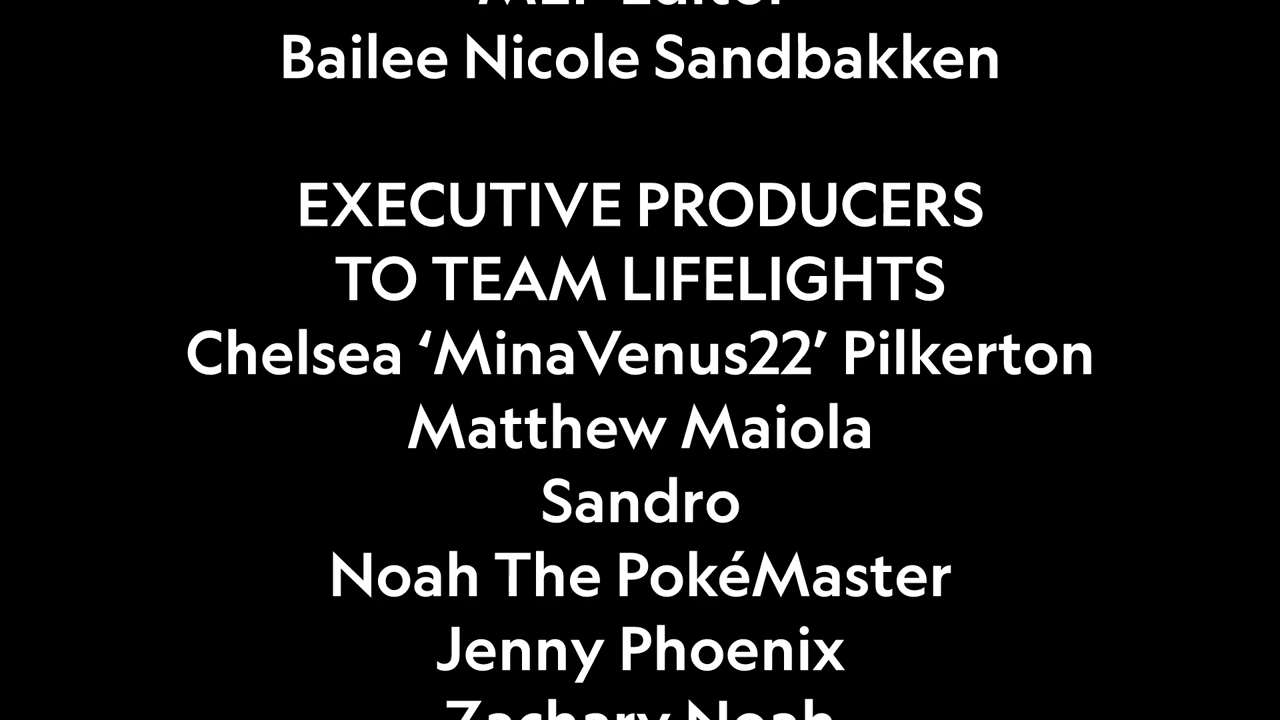 MLP Editor
Bailee Nicole Sandbakken
EXECUTIVE PRODUCERS
TO TEAM LIFELIGHTS
Chelsea ‘MinaVenus22’ Pilkerton
Matthew Maiola
Sandro
Noah The PokéMaster
Jenny Phoenix
Zachary Noah